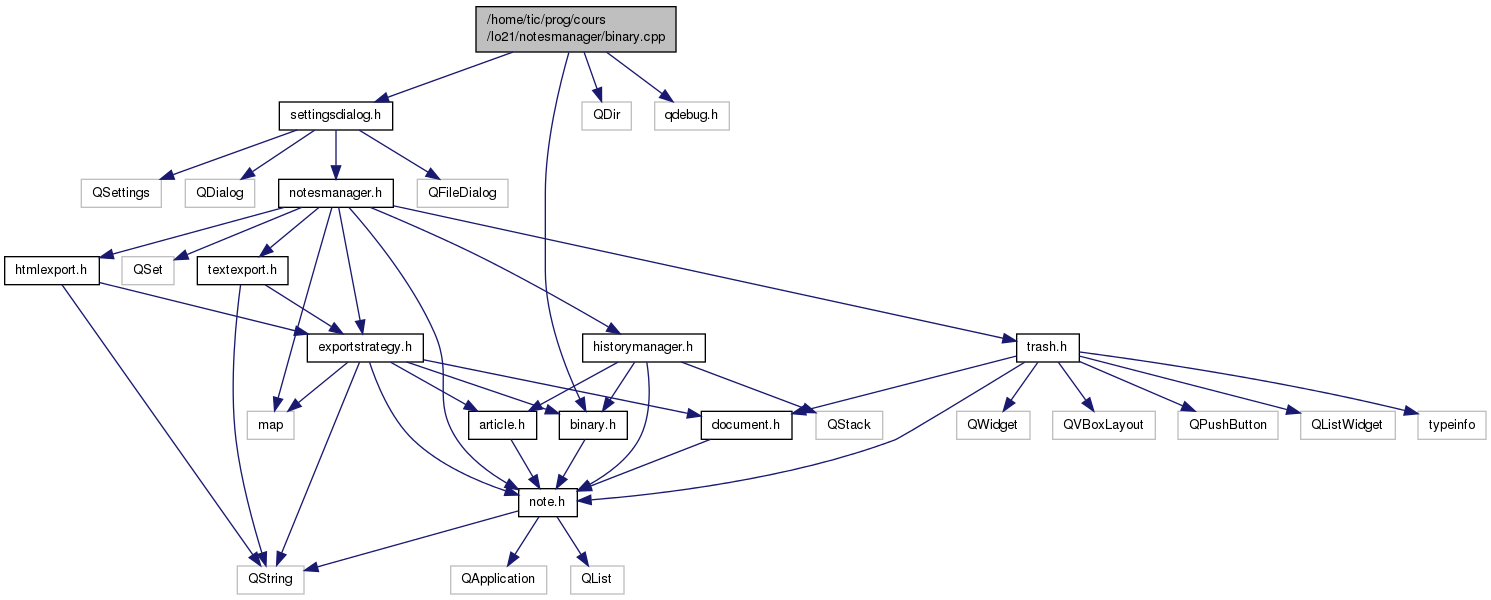 /home/tic/prog/cours
/lo21/notesmanager/binary.cpp
settingsdialog.h
QDir
qdebug.h
QSettings
QDialog
notesmanager.h
QFileDialog
htmlexport.h
QSet
textexport.h
exportstrategy.h
historymanager.h
trash.h
map
article.h
binary.h
document.h
QStack
QWidget
QVBoxLayout
QPushButton
QListWidget
typeinfo
note.h
QString
QApplication
QList